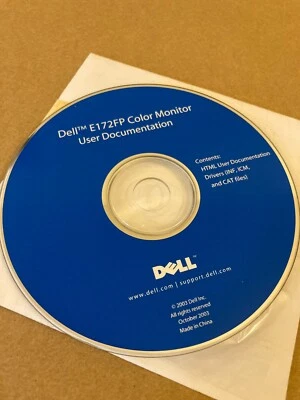 Dell™ E172FP Color Monitor
User Documentation
Contents:
HTML User Documentation
Drivers (INF, ICM,
and CAT files)
DELL
www.dell.com | support.dell.com
© 2003 Dell Inc.
All rights reserved
October 2003
Made in China